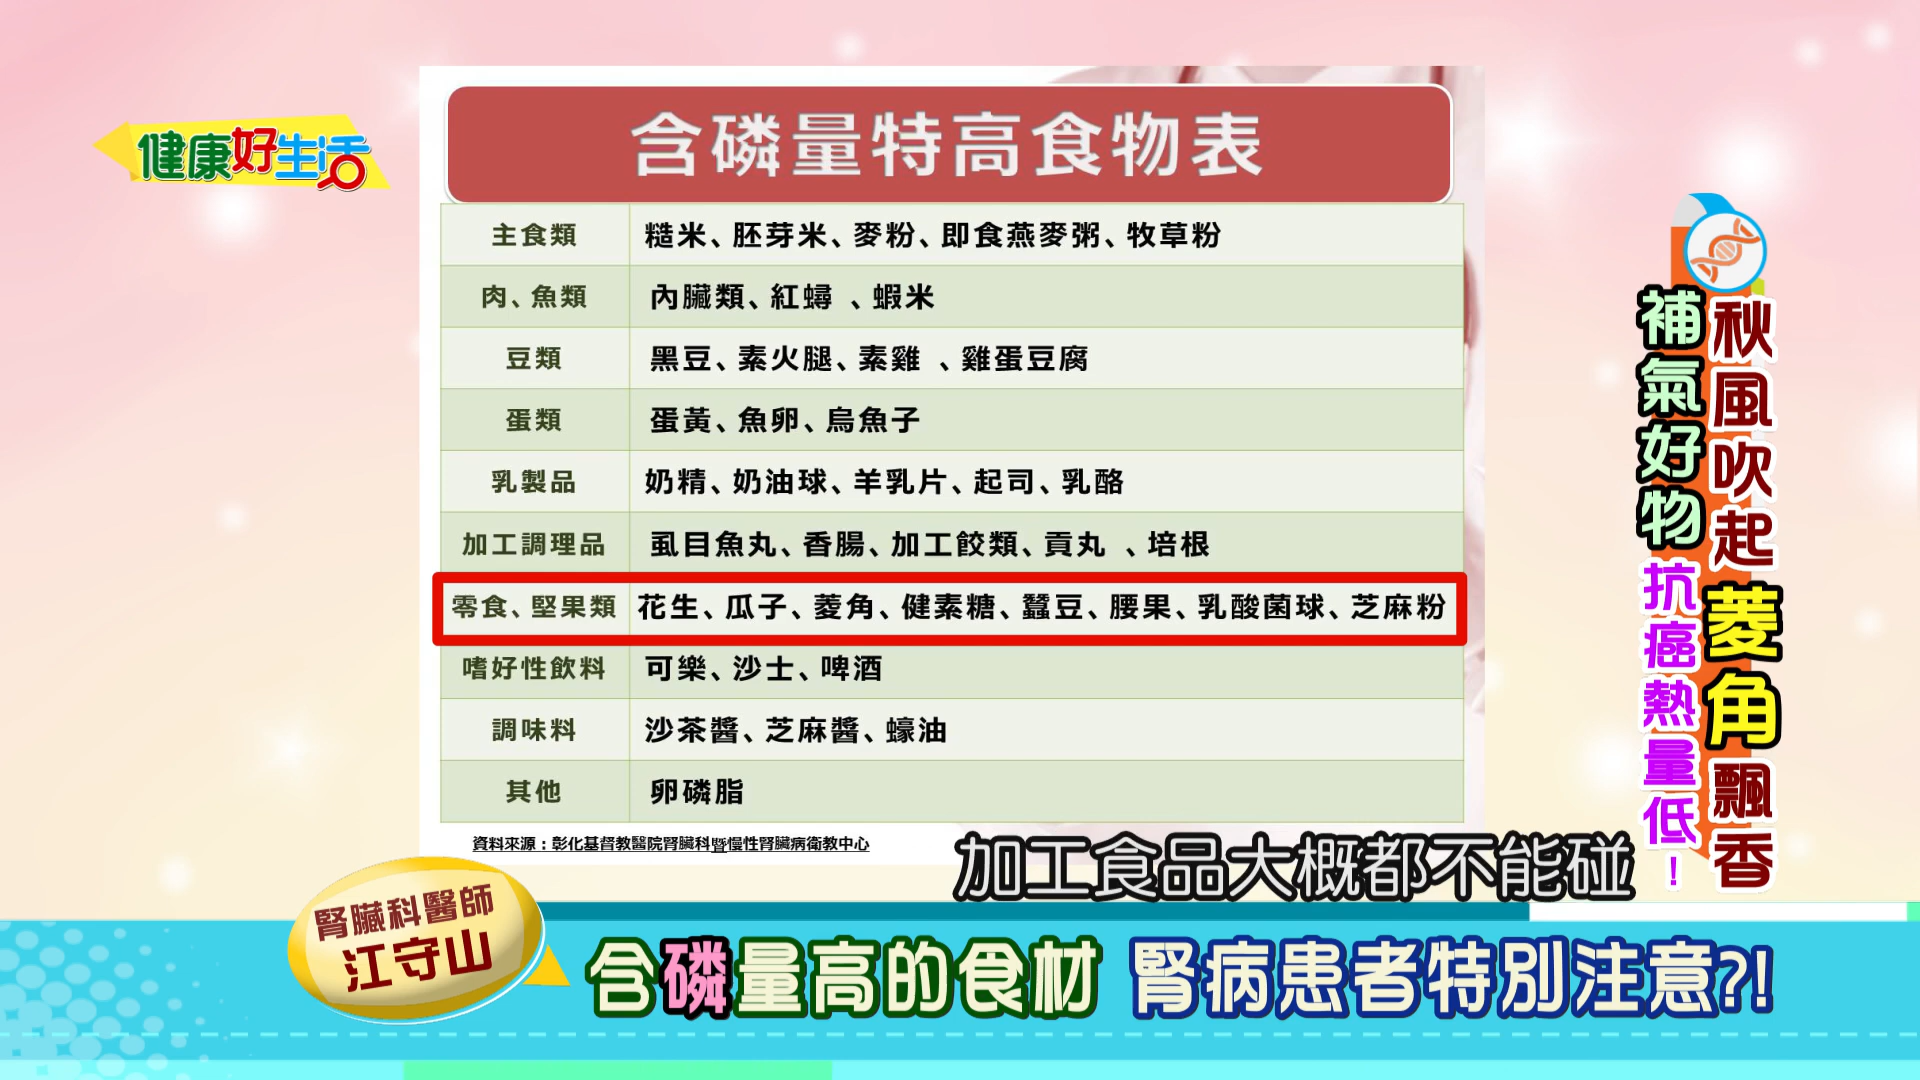 健康好生活
含磷量特高食物表
主食類 糙米、胚芽米、麥粉、即食燕麥粥、牧草粉
肉、魚類 內臟類、紅蟳 、蝦米
豆類 黑豆、素火腿、素雞 、雞蛋豆腐
蛋類 蛋黃、魚卵、烏魚子
乳製品 奶精、奶油球、羊乳片、起司、乳酪
加工調理品 虱目魚丸、香腸、加工餃類、貢丸 、培根
零食、堅果類 花生、瓜子、菱角、健素糖、蠶豆、腰果、乳酸菌球、芝麻粉
嗜好性飲料 可樂、沙士、啤酒
調味料 沙茶醬、芝麻醬、蠔油
其他 卵磷脂
資料來源：彰化基督教醫院腎臟科暨慢性腎臟病衛教中心
秋風吹起菱角飄香
補氣好物抗癌熱量低！
加工食品大概都不能碰
腎臟科醫師
江守山
含磷量高的食材 腎病患者特別注意?!